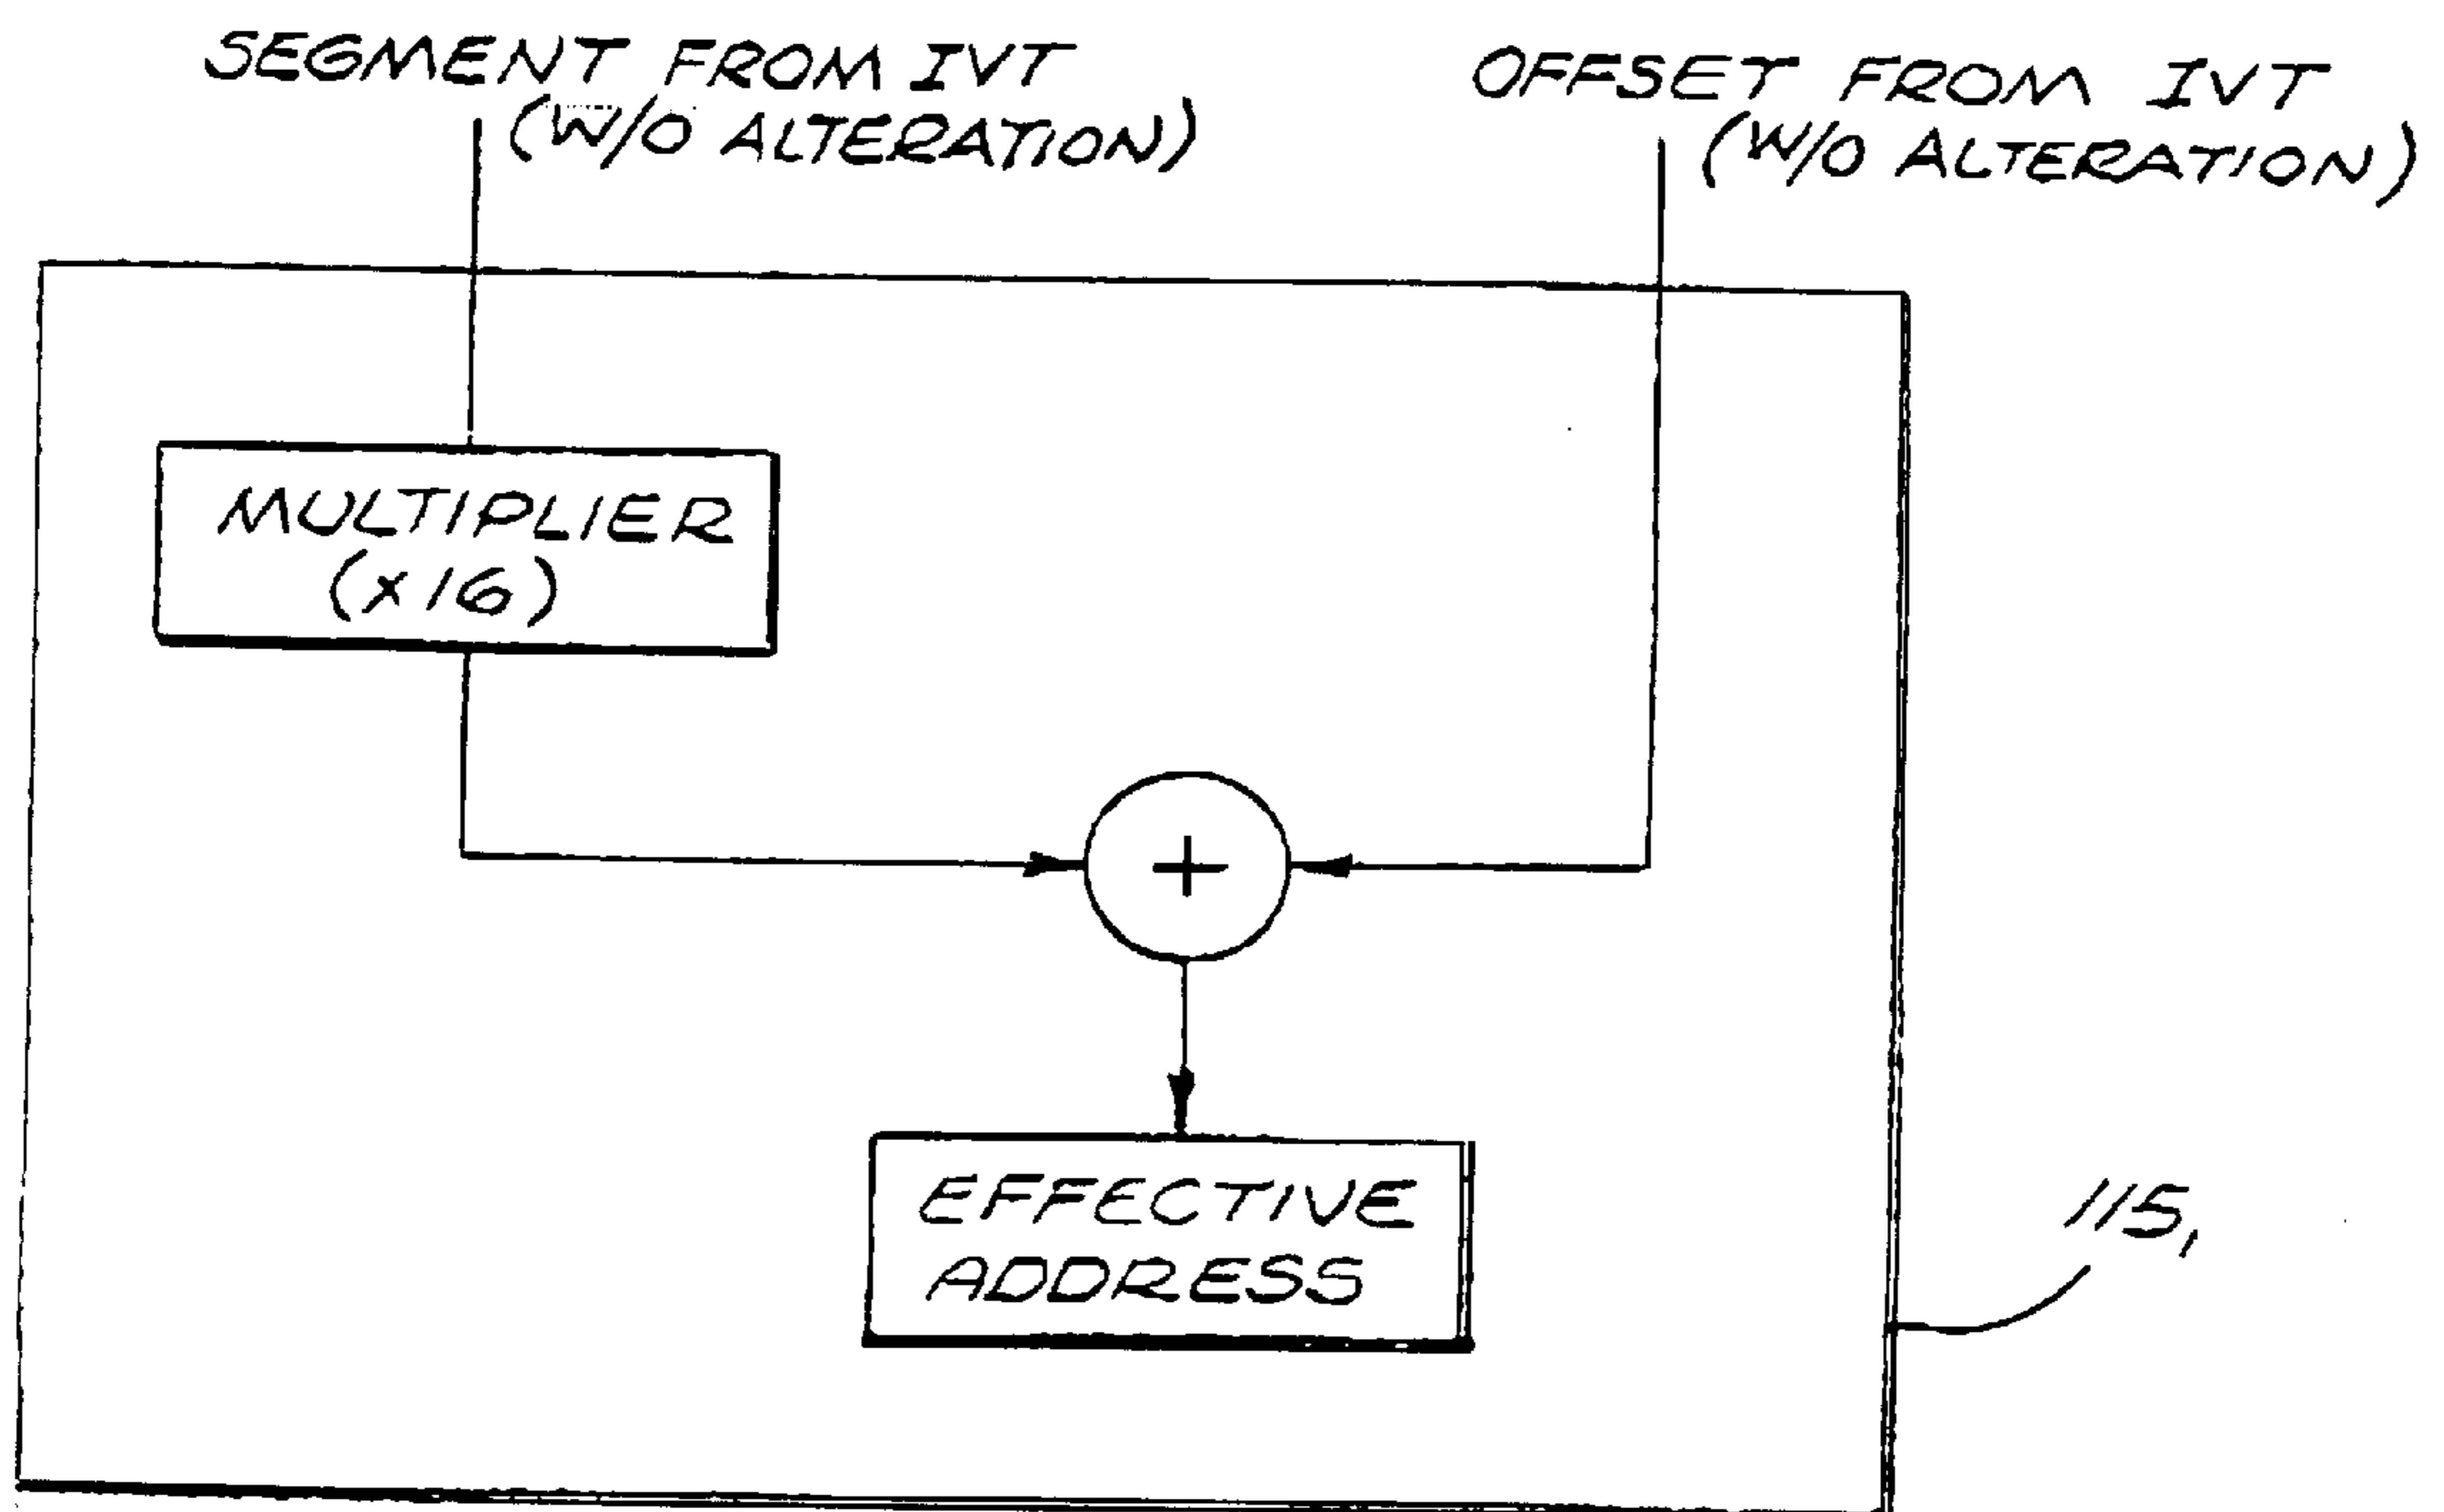 SEGMENT FROM IVT
(W/O ALTERATION)
OFFSET FROM IVT
(W/O ALTERATION)
MULTIPLIER
(x16)
+
EFFECTIVE
ADDRESS
115,